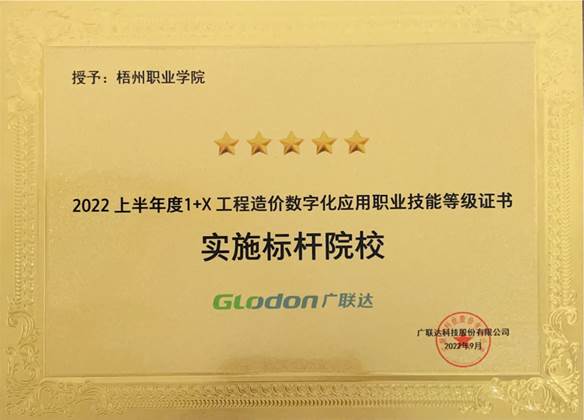 授予：梧州职业学院
2022上半年度1+X工程造价数字化应用职业技能等级证书
实施标杆院校
GLodon广联达
广联达科技股份有限公司
2022年9月